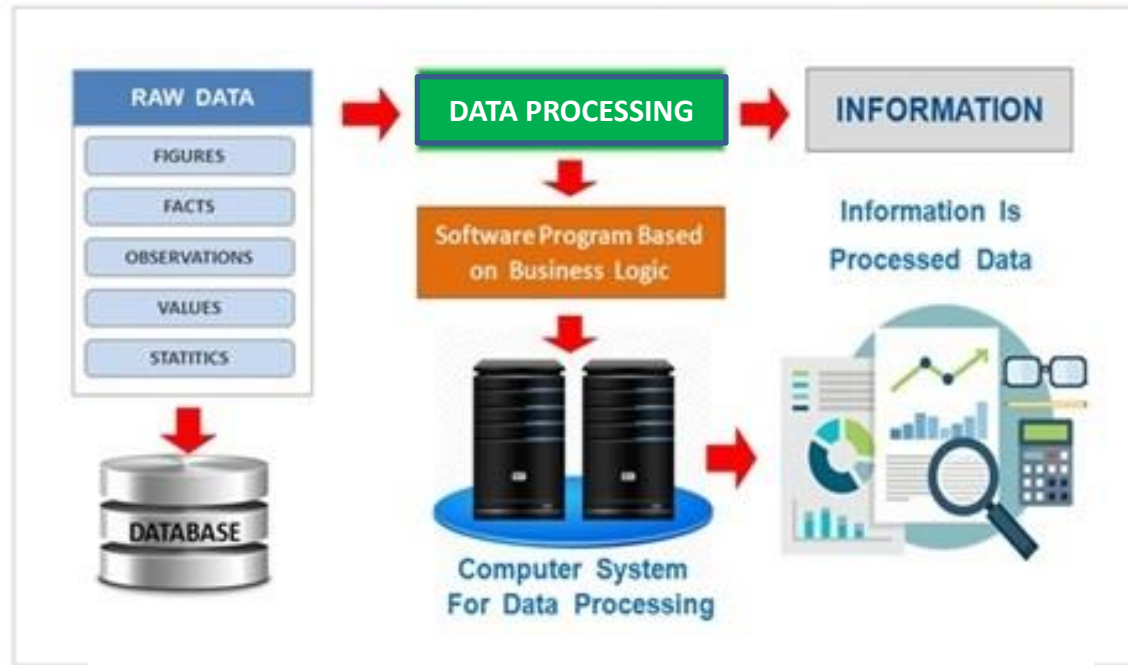 RAW DATA
FIGURES
FACTS
OBSERVATIONS
VALUES
STATITICS
DATABASE
DATA PROCESSING
Software Program Based
on Business Logic
Computer System
For Data Processing
INFORMATION
Information Is
Processed Data